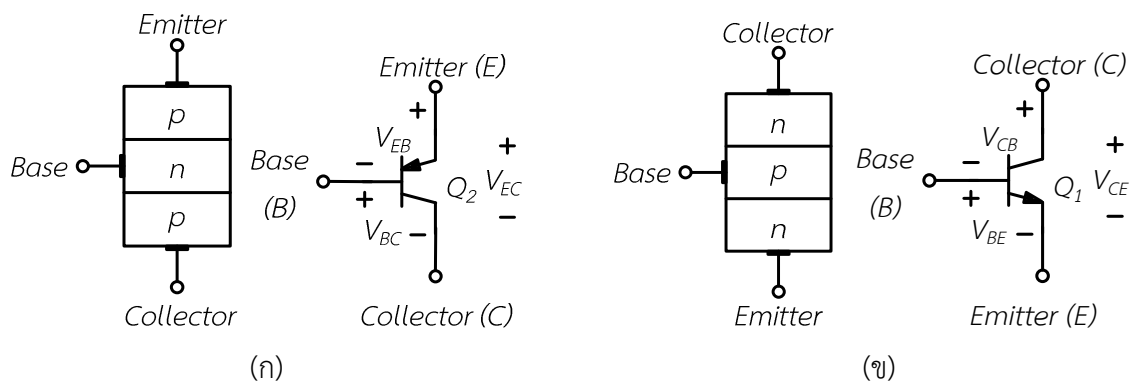 Emitter
p
n
p
Base
Collector
Emitter (E)
+
V_EB
−
Base
(B)
+
V_BC
−
Q_2
+
V_EC
−
Collector (C)
(ก)
Collector
n
p
n
Base
Emitter
Collector (C)
+
V_CB
−
Base
(B)
+
V_BE
−
Q_1
+
V_CE
−
Emitter (E)
(ข)